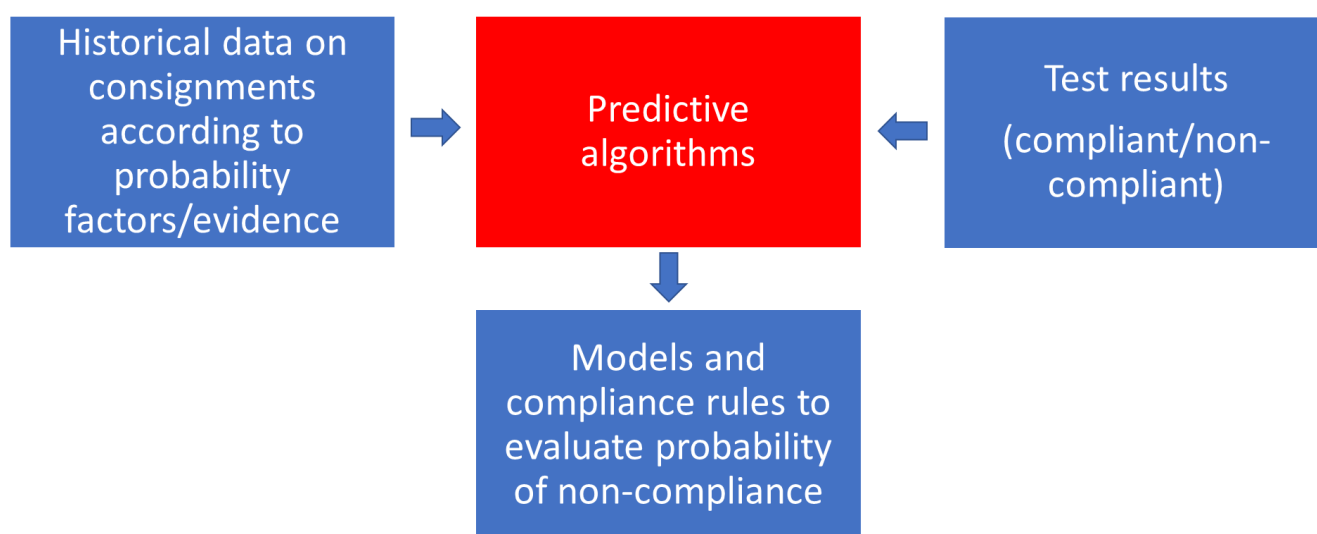 Historical data on
consignments
according to
probability
factors/evidence
Predictive
algorithms
Test results
(compliant/non-
compliant)
Models and
compliance rules to
evaluate probability
of non-compliance